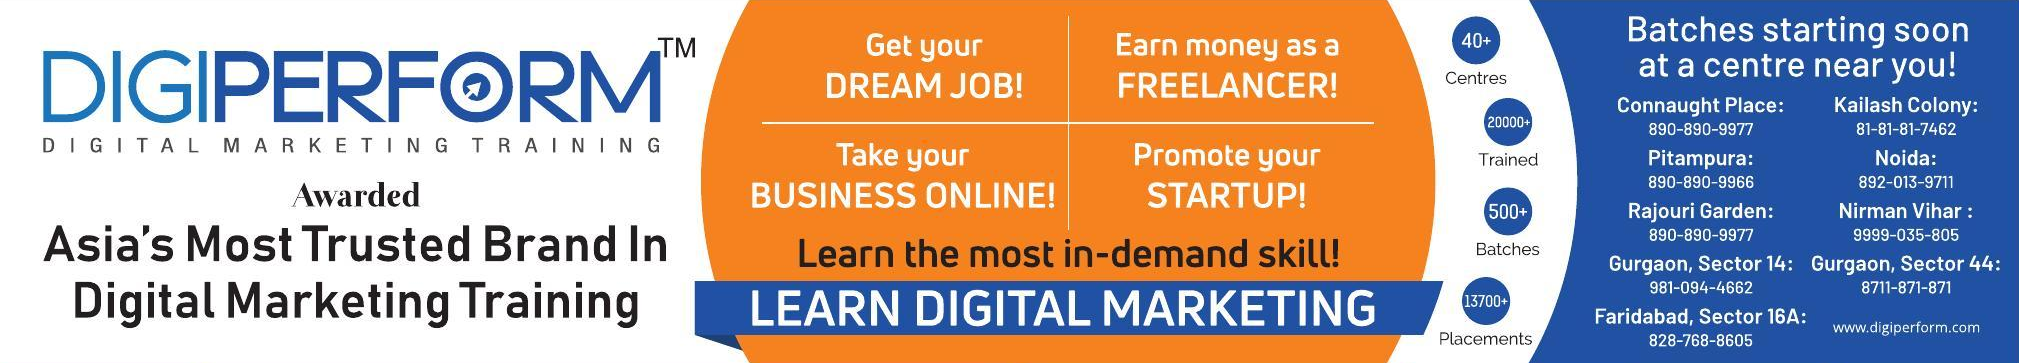 DIGIPERFORM™
DIGITAL MARKETING TRAINING
Awarded
Asia's Most Trusted Brand In
Digital Marketing Training
Get your
DREAM JOB!
Earn money as a
FREELANCER!
Take your
BUSINESS ONLINE!
Promote your
STARTUP!
Learn the most in-demand skill!
LEARN DIGITAL MARKETING
40+
Centres
20000+
Trained
500+
Batches
13700+
Placements
Batches starting soon
at a centre near you!
Connaught Place:
890-890-9977
Kailash Colony:
81-81-81-7462
Pitampura:
890-890-9966
Noida:
892-013-9711
Rajouri Garden:
890-890-9977
Nirman Vihar :
9999-035-805
Gurgaon, Sector 14:
981-094-4662
Gurgaon, Sector 44:
8711-871-871
Faridabad, Sector 16A:
828-768-8605
www.digiperform.com